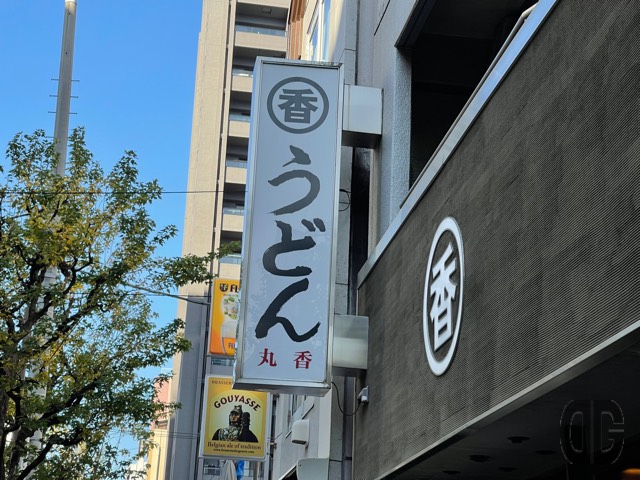 香
うどん
丸香
香
GOUYASSE
Belgian ale of tradition